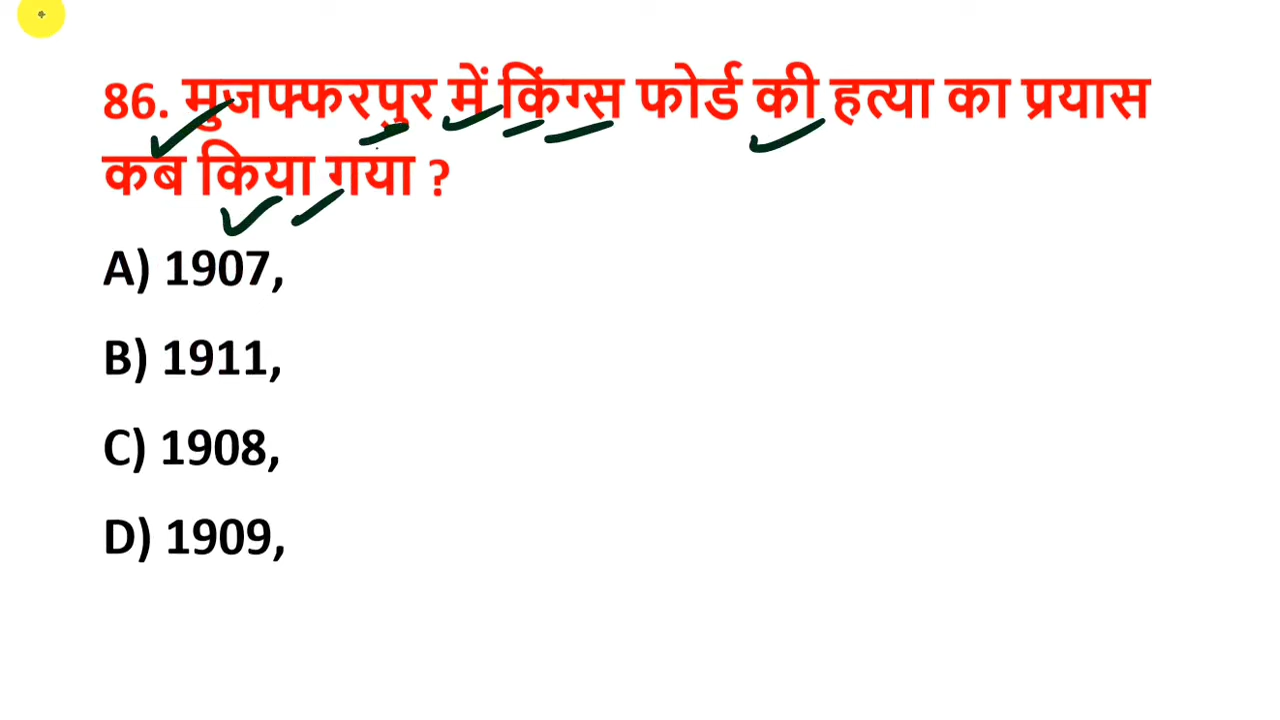 86. मुजफ्फरपुर में किंग्स फोर्ड की हत्या का प्रयास
कब किया गया ?
A) 1907,
B) 1911,
C) 1908,
D) 1909,